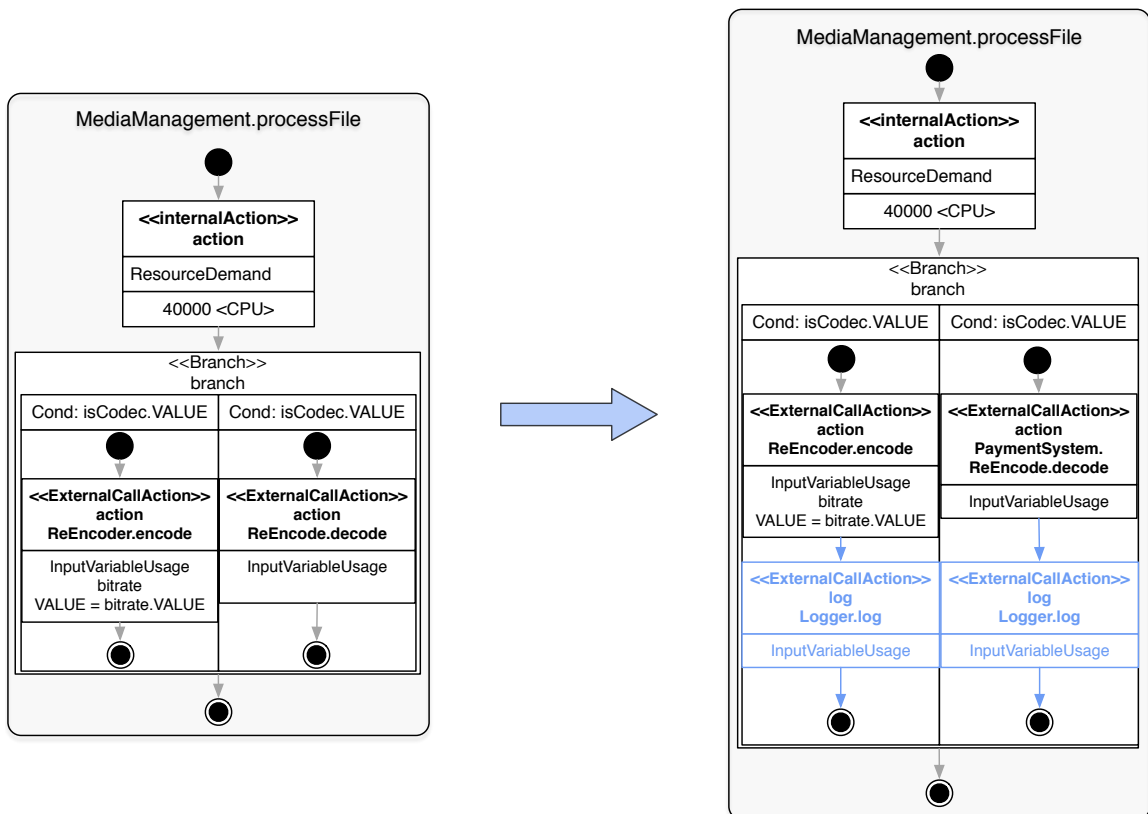 MediaManagement.processFile
<<internalAction>>
action
ResourceDemand
40000 <CPU>
<<Branch>>
branch
Cond: isCodec.VALUE
<<ExternalCallAction>>
action
ReEncoder.encode
InputVariableUsage
bitrate
VALUE = bitrate.VALUE
Cond: isCodec.VALUE
<<ExternalCallAction>>
action
ReEncode.decode
InputVariableUsage
MediaManagement.processFile
<<internalAction>>
action
ResourceDemand
40000 <CPU>
<<Branch>>
branch
Cond: isCodec.VALUE
<<ExternalCallAction>>
action
ReEncoder.encode
InputVariableUsage
bitrate
VALUE = bitrate.VALUE
<<ExternalCallAction>>
log
Logger.log
InputVariableUsage
Cond: isCodec.VALUE
<<ExternalCallAction>>
action
PaymentSystem.
ReEncode.decode
InputVariableUsage
<<ExternalCallAction>>
log
Logger.log
InputVariableUsage